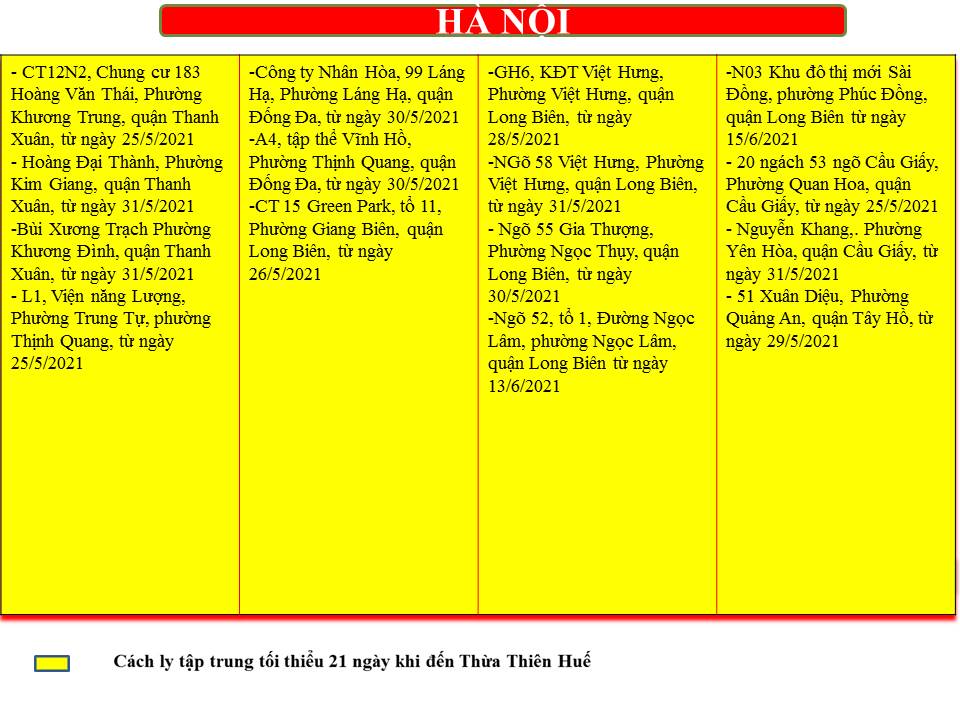 HÀ NỘI
- CT12N2, Chung cư 183
Hoàng Văn Thái, Phường
Khương Trung, quận Thanh
Xuân, từ ngày 25/5/2021
- Hoàng Đại Thành, Phường
Kim Giang, quận Thanh
Xuân, từ ngày 31/5/2021
-Bùi Xương Trạch Phường
Khương Đình, quận Thanh
Xuân, từ ngày 31/5/2021
- L1, Viện năng Lượng,
Phường Trung Tự, phường
Thịnh Quang, từ ngày
25/5/2021
-Công ty Nhân Hòa, 99 Láng
Hạ, Phường Láng Hạ, quận
Đống Đa, từ ngày 30/5/2021
-A4, tập thể Vĩnh Hồ,
Phường Thịnh Quang, quận
Đống Đa, từ ngày 30/5/2021
-CT 15 Green Park, tổ 11,
Phường Giang Biên, quận
Long Biên, từ ngày
26/5/2021
-GH6, KĐT Việt Hưng,
Phường Việt Hưng, quận
Long Biên, từ ngày
28/5/2021
-NGõ 58 Việt Hưng, Phường
Việt Hưng, quận Long Biên,
từ ngày 31/5/2021
- Ngõ 55 Gia Thượng,
Phường Ngọc Thụy, quận
Long Biên, từ ngày
30/5/2021
-Ngõ 52, tổ 1, Đường Ngọc
Lâm, phường Ngọc Lâm,
quận Long Biên từ ngày
13/6/2021
-N03 Khu đô thị mới Sài
Đồng, phường Phúc Đồng,
quận Long Biên từ ngày
15/6/2021
- 20 ngách 53 ngõ Cầu Giấy,
Phường Quan Hoa, quận
Cầu Giấy, từ ngày 25/5/2021
- Nguyễn Khang,. Phường
Yên Hòa, quận Cầu Giấy, từ
ngày 31/5/2021
- 51 Xuân Diệu, Phường
Quảng An, quận Tây Hồ, từ
ngày 29/5/2021
Cách ly tập trung tối thiểu 21 ngày khi đến Thừa Thiên Huế